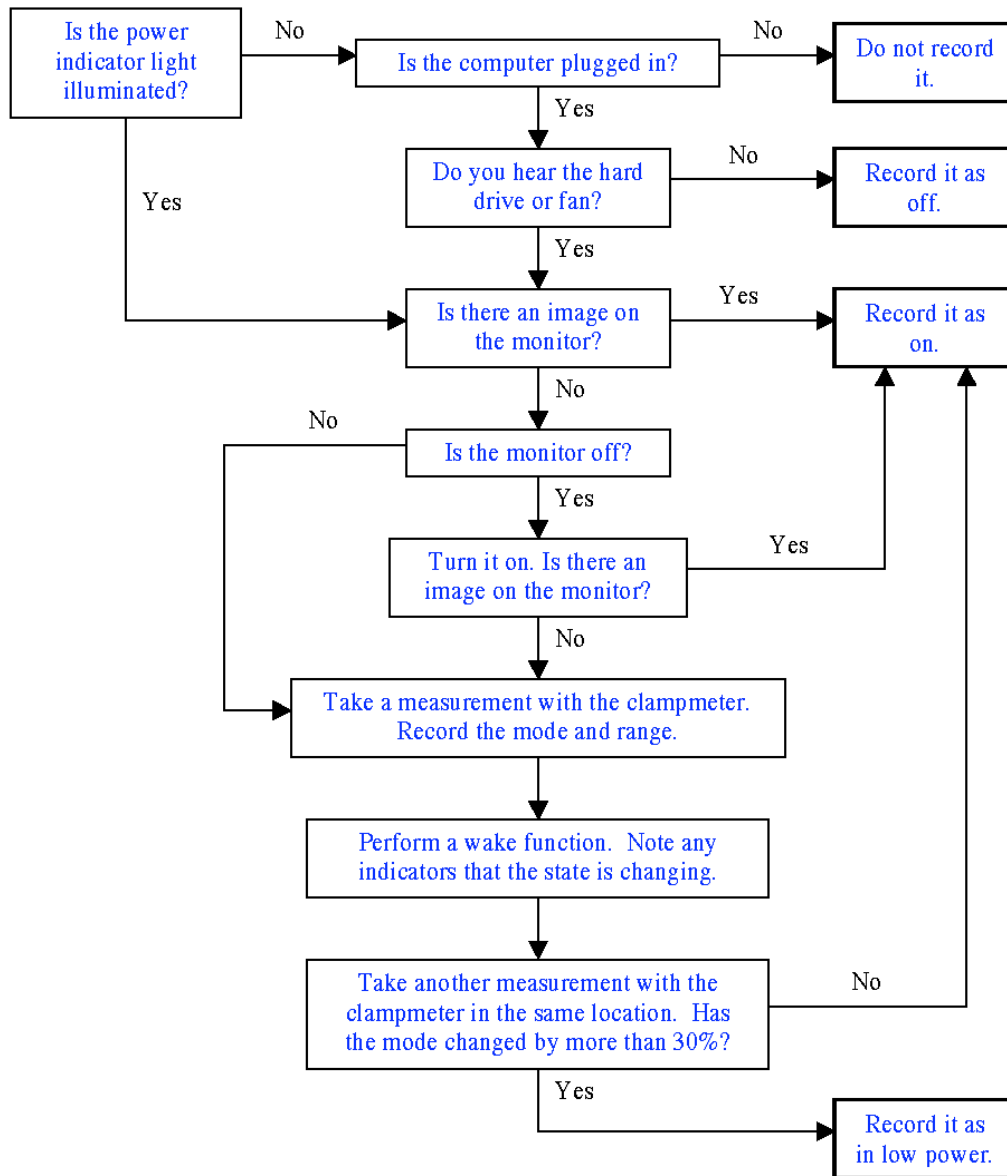 Is the power
indicator light
illuminated?
No
Is the computer plugged in?
No
Do not record
it.
Yes
Yes
Do you hear the hard
drive or fan?
No
Record it as
off.
Yes
Is there an image on
the monitor?
Yes
Record it as
on.
No
No
Is the monitor off?
Yes
Turn it on. Is there an
image on the monitor?
Yes
No
Take a measurement with the clampmeter.
Record the mode and range.
Perform a wake function.  Note any
indicators that the state is changing.
Take another measurement with the
clampmeter in the same location.  Has
the mode changed by more than 30%?
No
Yes
Record it as
in low power.